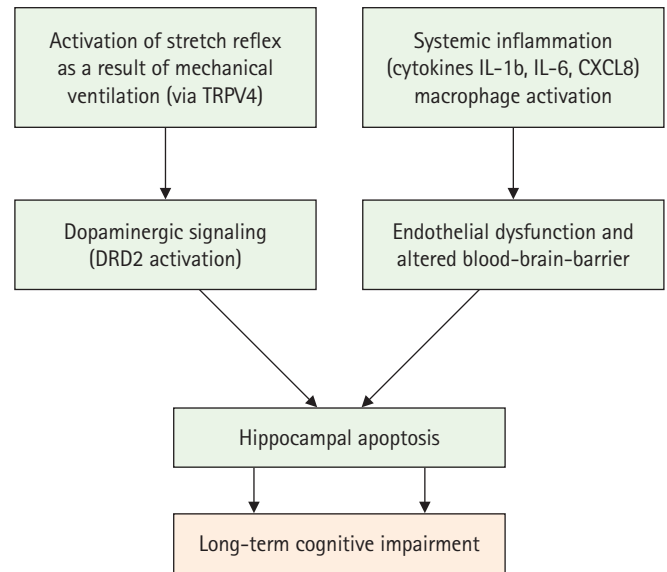 Activation of stretch reflex
as a result of mechanical
ventilation (via TRPV4)
Systemic inflammation
(cytokines IL-1b, IL-6, CXCL8)
macrophage activation
Dopaminergic signaling
(DRD2 activation)
Endothelial dysfunction and
altered blood-brain-barrier
Hippocampal apoptosis
Long-term cognitive impairment